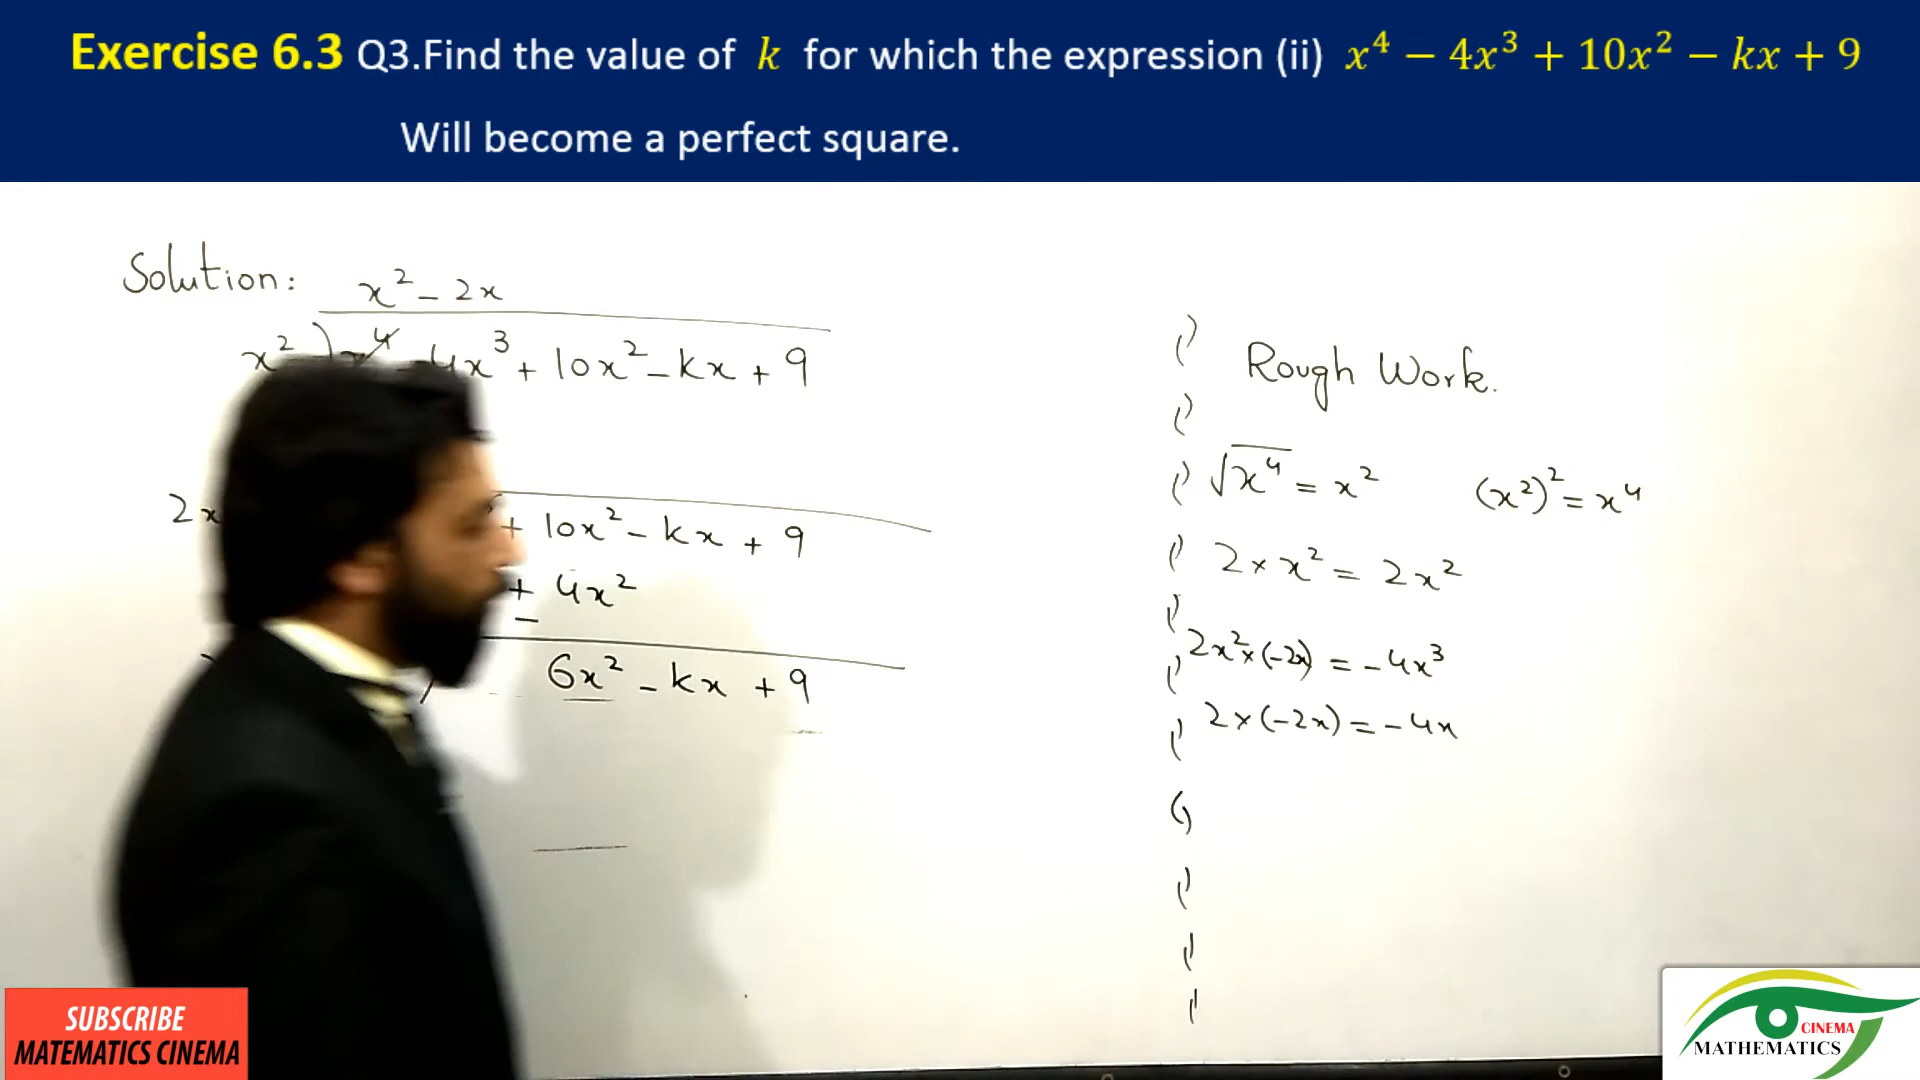 Exercise 6.3 Q3.Find the value of k for which the expression (ii) x⁴ − 4x³ + 10x² − kx + 9
Will become a perfect square.
Solution:
x² − 2x
x² ) x⁴ − 4x³ + 10x² − kx + 9
2x + 10x² − kx + 9
+ 4x²
−
6x² − kx + 9
Rough Work.
√x⁴ = x² (x²)² = x⁴
2 × x² = 2x²
2x² × (−2x) = −4x³
2 × (−2x) = −4x
SUBSCRIBE
MATEMATICS CINEMA
CINEMA
MATHEMATICS